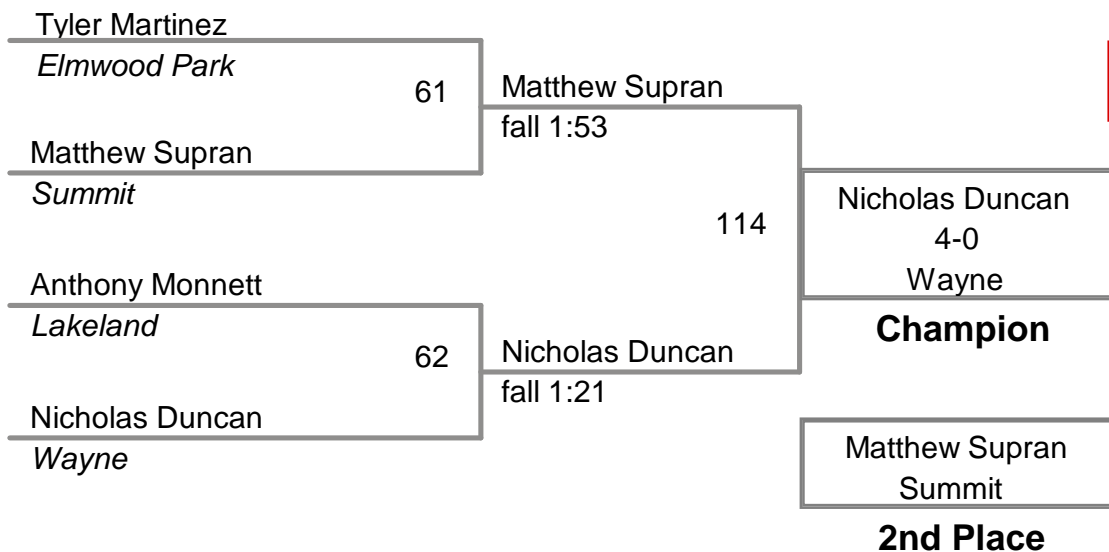 Tyler Martinez
Elmwood Park
61
Matthew Supran
fall 1:53
Matthew Supran
Summit
114
Nicholas Duncan
4-0
Wayne
Champion
Anthony Monnett
Lakeland
62
Nicholas Duncan
fall 1:21
Nicholas Duncan
Wayne
Matthew Supran
Summit
2nd Place